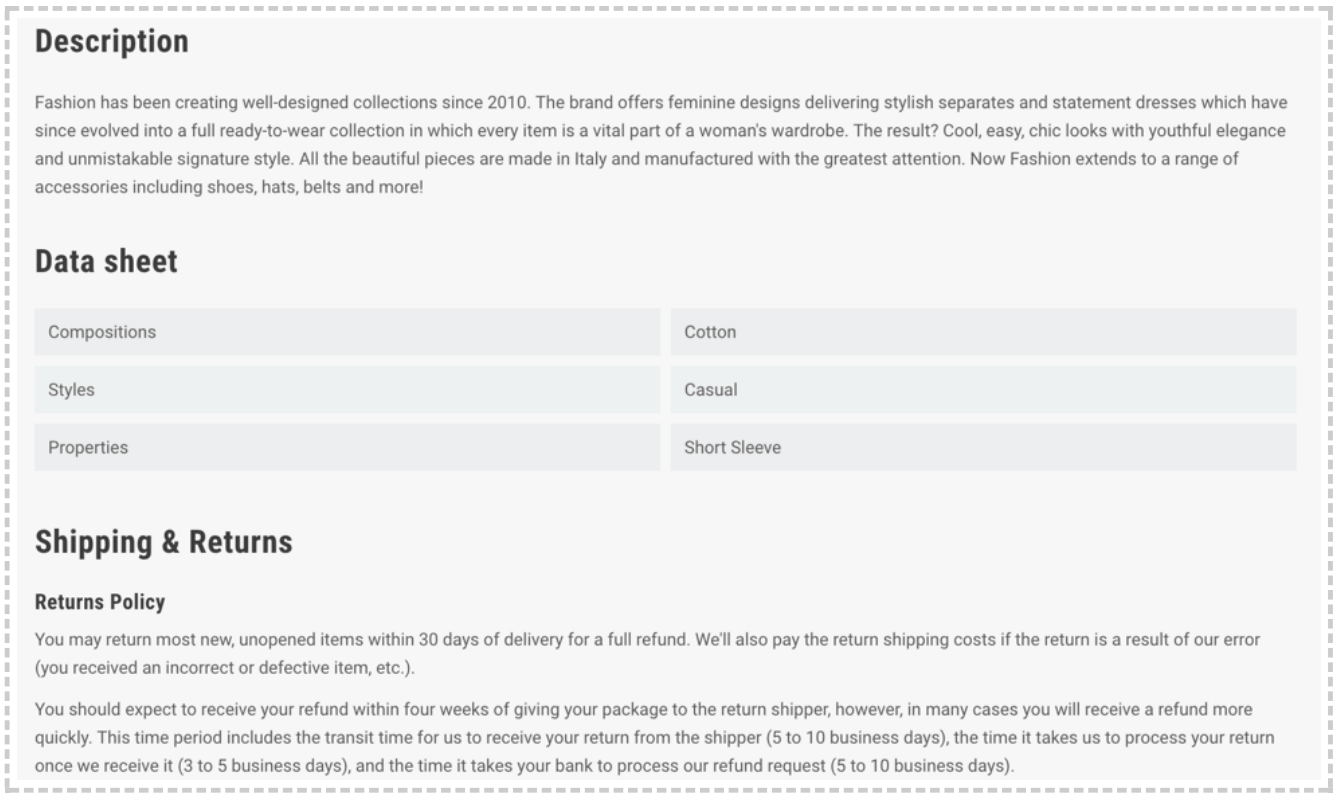 Description
Fashion has been creating well-designed collections since 2010. The brand offers feminine designs delivering stylish separates and statement dresses which have
since evolved into a full ready-to-wear collection in which every item is a vital part of a woman's wardrobe. The result? Cool, easy, chic looks with youthful elegance
and unmistakable signature style. All the beautiful pieces are made in Italy and manufactured with the greatest attention. Now Fashion extends to a range of
accessories including shoes, hats, belts and more!
Data sheet
Compositions Cotton
Styles Casual
Properties Short Sleeve
Shipping & Returns
Returns Policy
You may return most new, unopened items within 30 days of delivery for a full refund. We'll also pay the return shipping costs if the return is a result of our error
(you received an incorrect or defective item, etc.).
You should expect to receive your refund within four weeks of giving your package to the return shipper, however, in many cases you will receive a refund more
quickly. This time period includes the transit time for us to receive your return from the shipper (5 to 10 business days), the time it takes us to process your return
once we receive it (3 to 5 business days), and the time it takes your bank to process our refund request (5 to 10 business days).